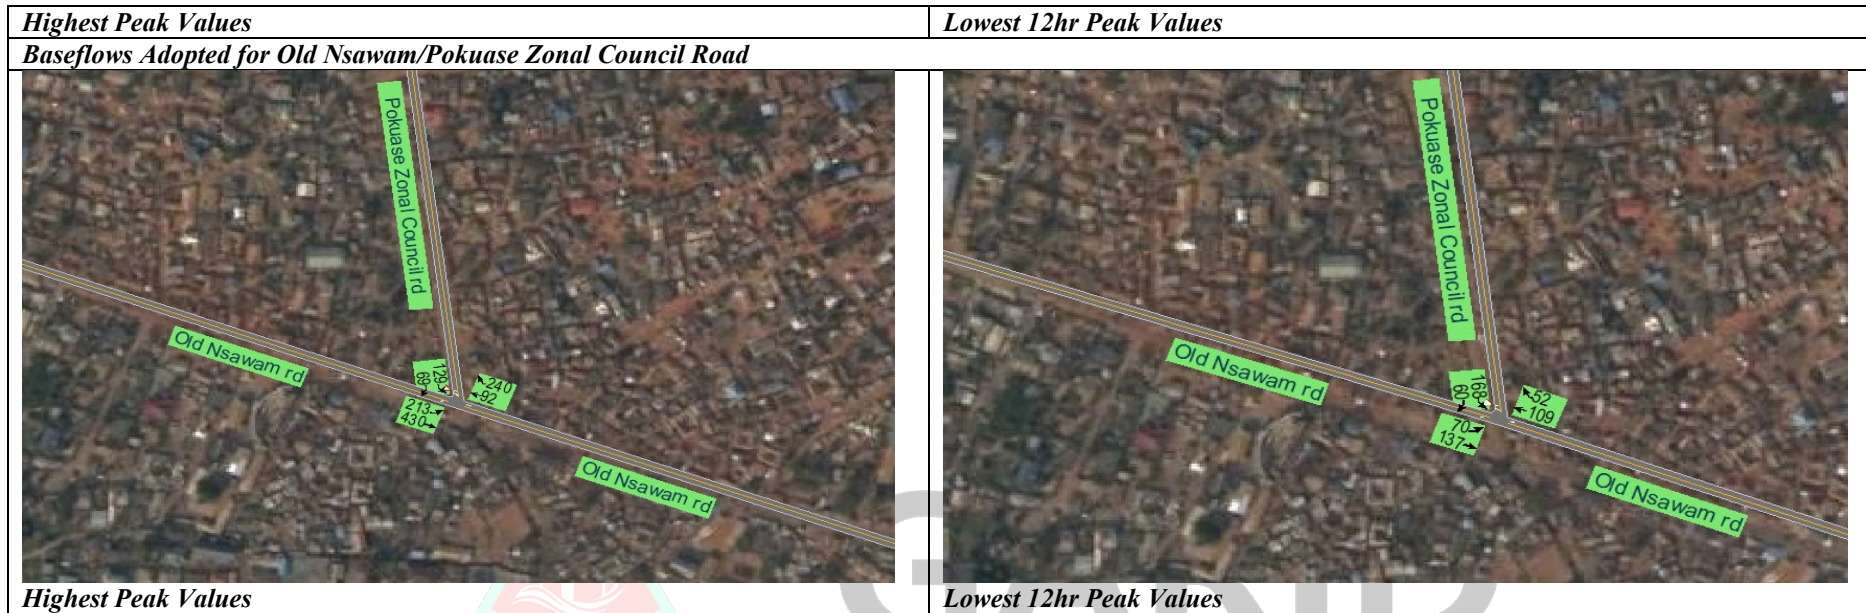 Highest Peak Values
Lowest 12hr Peak Values
Baseflows Adopted for Old Nsawam/Pokuase Zonal Council Road
Pokuase Zonal Council rd
Old Nsawam rd
129
69
240
92
213
430
Old Nsawam rd
Pokuase Zonal Council rd
Old Nsawam rd
168
60
52
109
70
137
Old Nsawam rd
Highest Peak Values
Lowest 12hr Peak Values